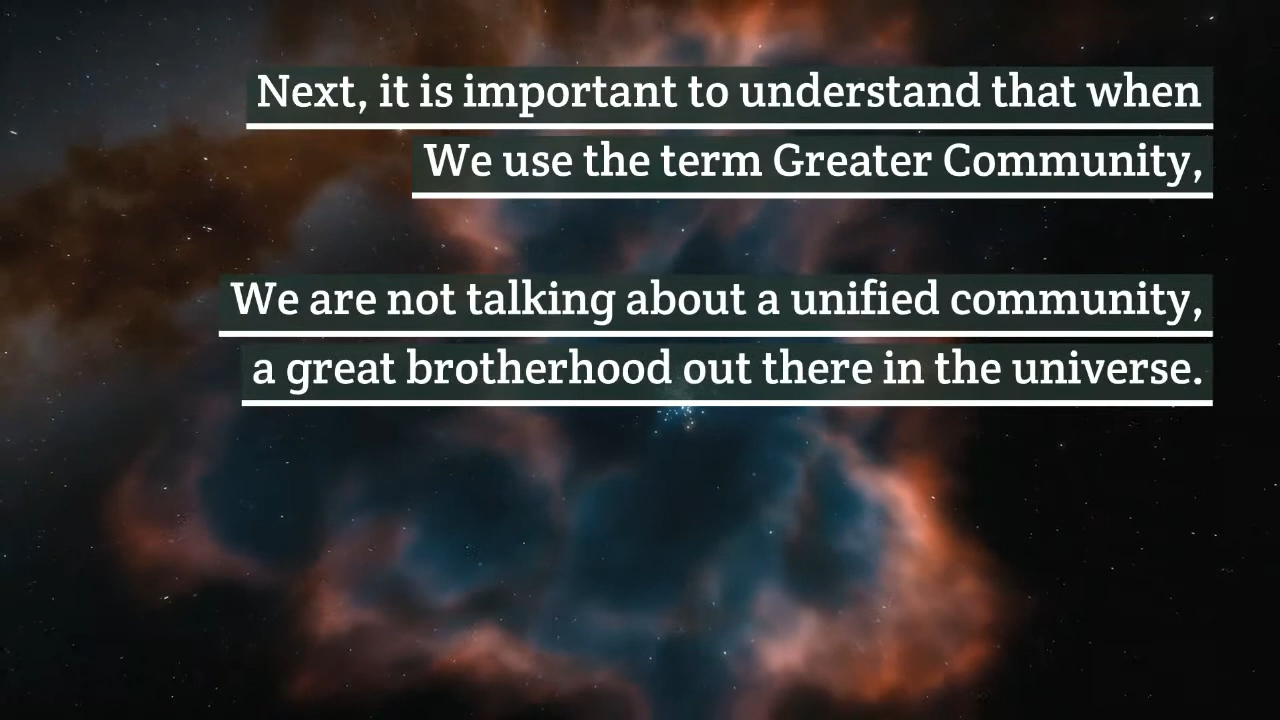 Next, it is important to understand that when
We use the term Greater Community,
We are not talking about a unified community,
a great brotherhood out there in the universe.